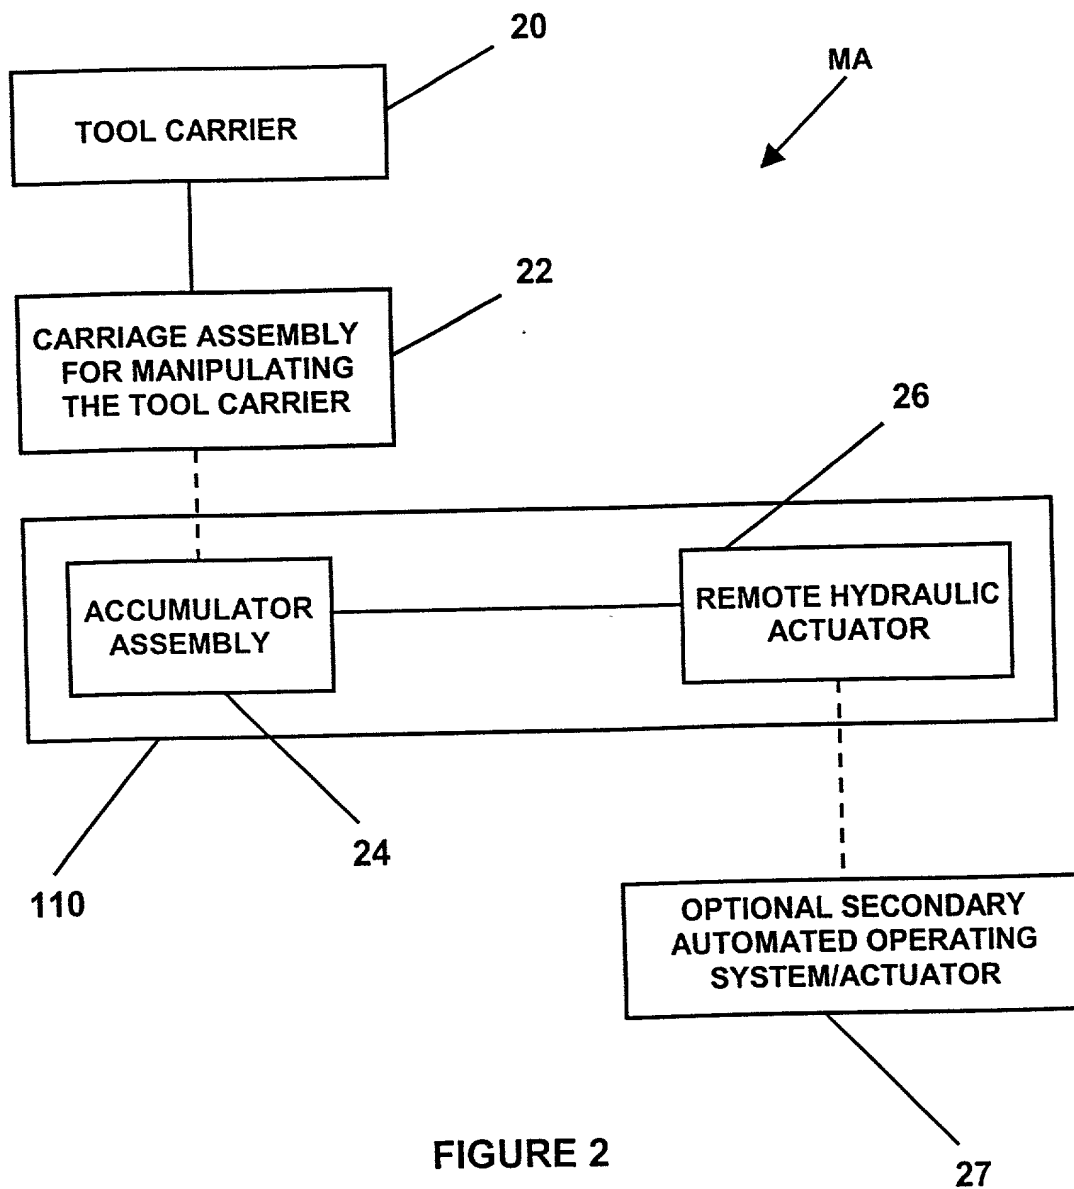 20
MA
TOOL CARRIER
22
CARRIAGE ASSEMBLY
FOR MANIPULATING
THE TOOL CARRIER
26
ACCUMULATOR
ASSEMBLY
REMOTE HYDRAULIC
ACTUATOR
24
110
OPTIONAL SECONDARY
AUTOMATED OPERATING
SYSTEM/ACTUATOR
FIGURE 2
27